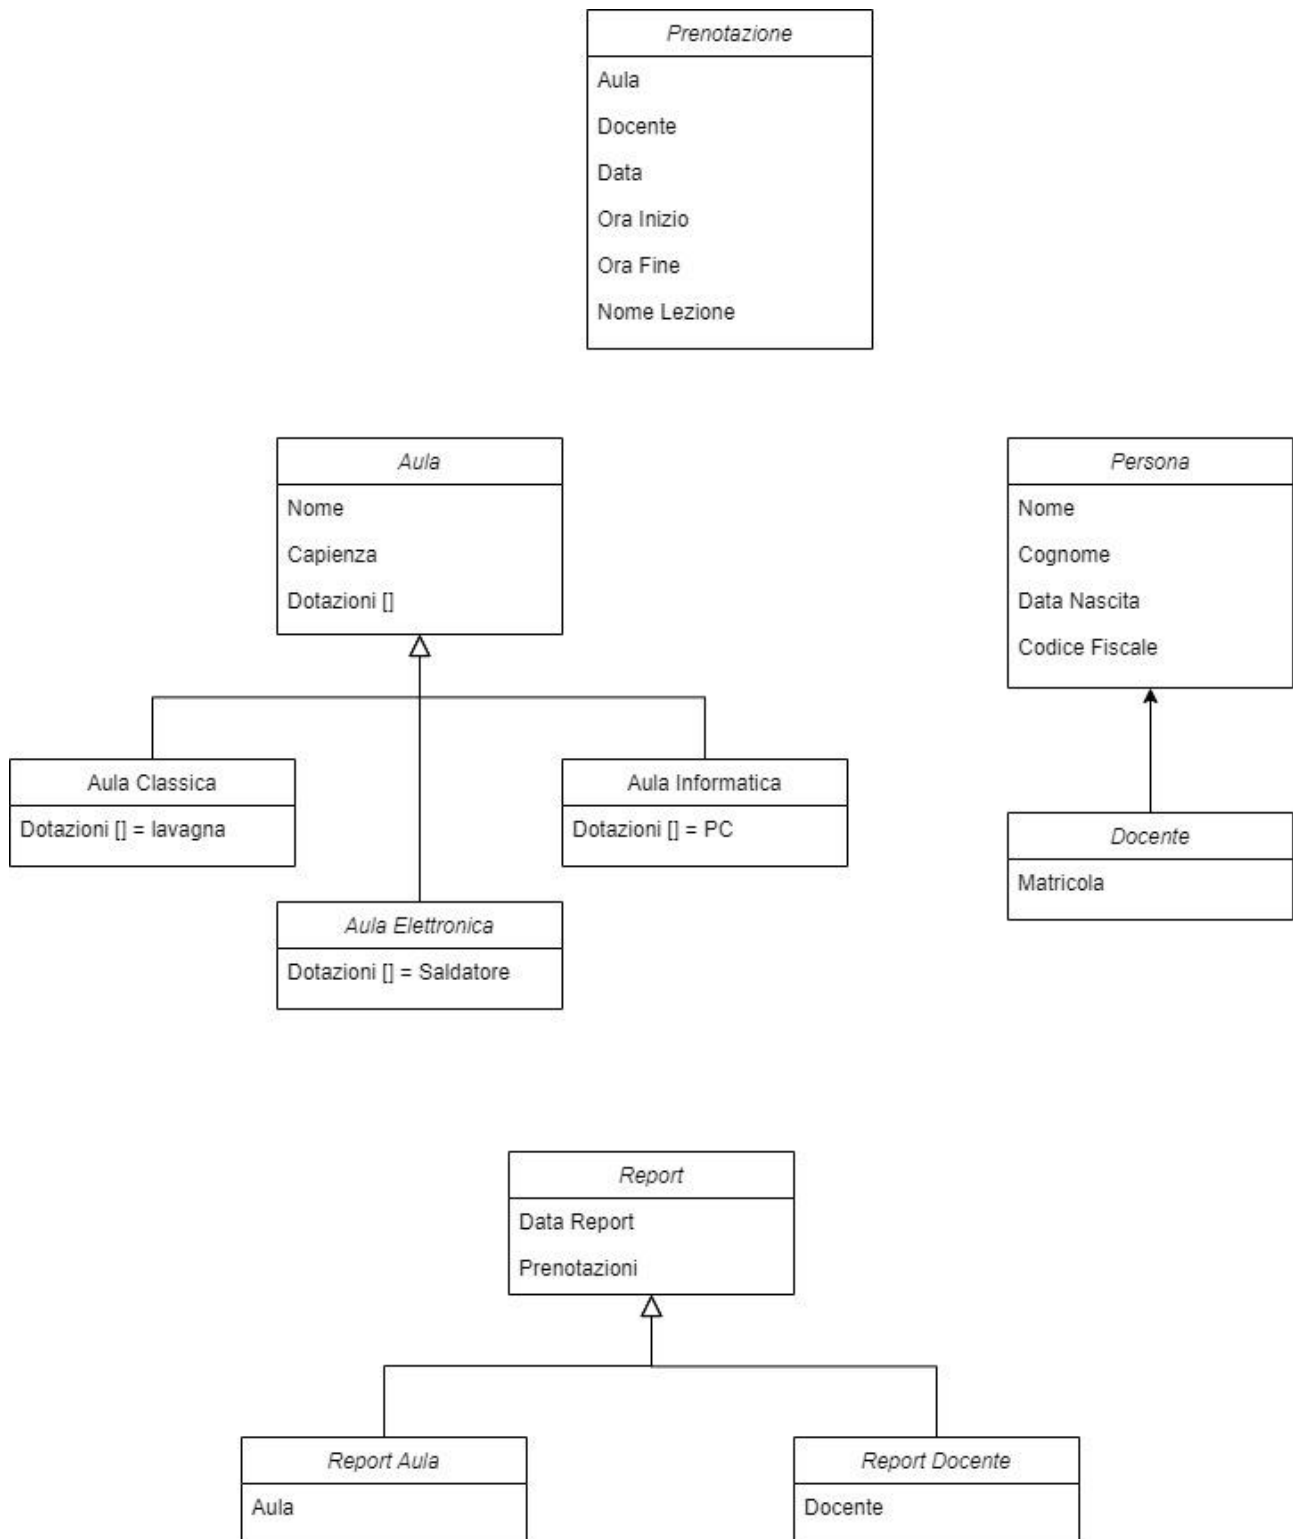 Prenotazione
Aula
Docente
Data
Ora Inizio
Ora Fine
Nome Lezione
Aula
Nome
Capienza
Dotazioni []
Persona
Nome
Cognome
Data Nascita
Codice Fiscale
Aula Classica
Dotazioni [] = lavagna
Aula Informatica
Dotazioni [] = PC
Docente
Matricola
Aula Elettronica
Dotazioni [] = Saldatore
Report
Data Report
Prenotazioni
Report Aula
Aula
Report Docente
Docente